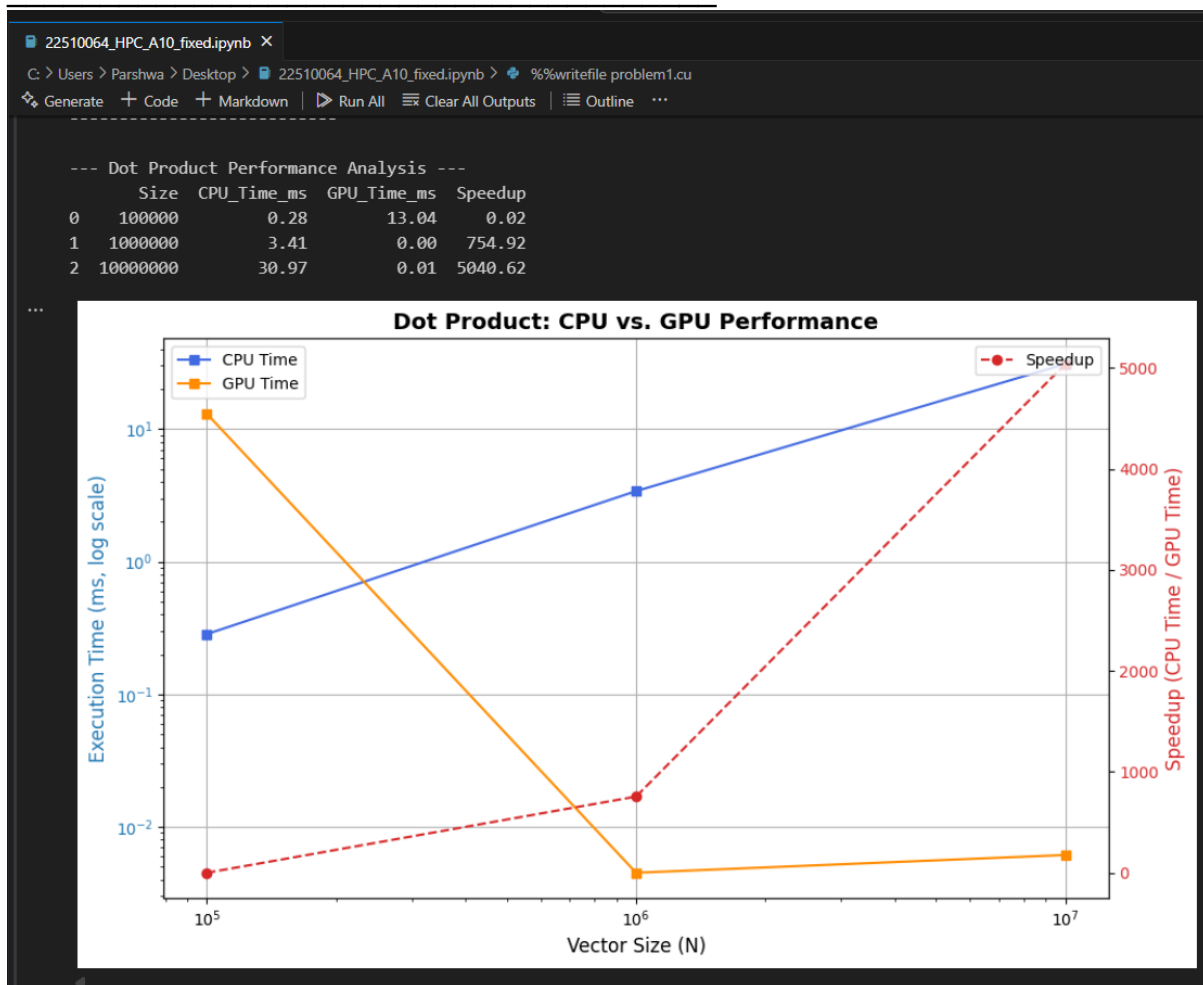 22510064_HPC_A10_fixed.ipynb ×
C: > Users > Parshwa > Desktop > 22510064_HPC_A10_fixed.ipynb > %%writefile problem1.cu
Generate + Code + Markdown | Run All Clear All Outputs | Outline ...
---------------------------
--- Dot Product Performance Analysis ---
Size CPU_Time_ms GPU_Time_ms Speedup
0 100000 0.28 13.04 0.02
1 1000000 3.41 0.00 754.92
2 10000000 30.97 0.01 5040.62
...
Dot Product: CPU vs. GPU Performance
CPU Time
GPU Time
Speedup
Execution Time (ms, log scale)
10¹
10⁰
10⁻¹
10⁻²
5000
4000
3000
2000
1000
0
Speedup (CPU Time / GPU Time)
10⁵ 10⁶ 10⁷
Vector Size (N)